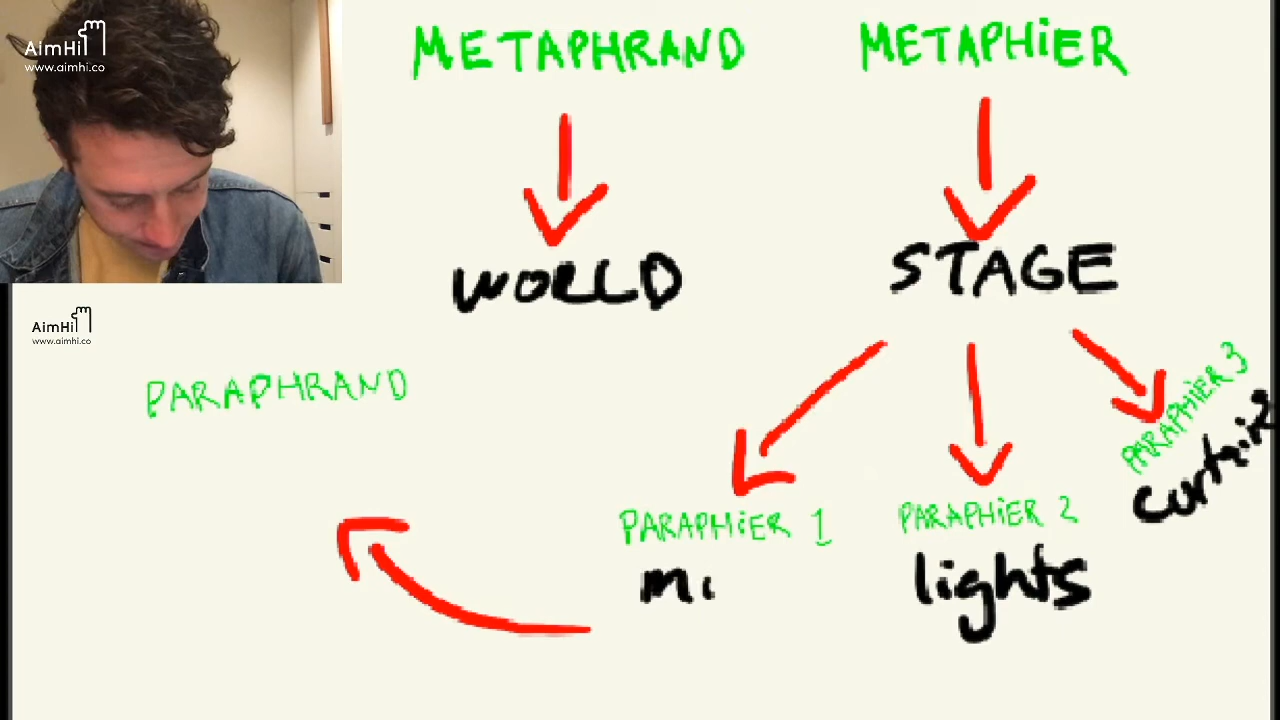 AimHi
www.aimhi.co
METAPHRAND
METAPHiER
WORLD
STAGE
AimHi
www.aimhi.co
PARAPHRAND
PARAPHiER 3
PARAPHiER 1
PARAPHiER 2
mi
lights